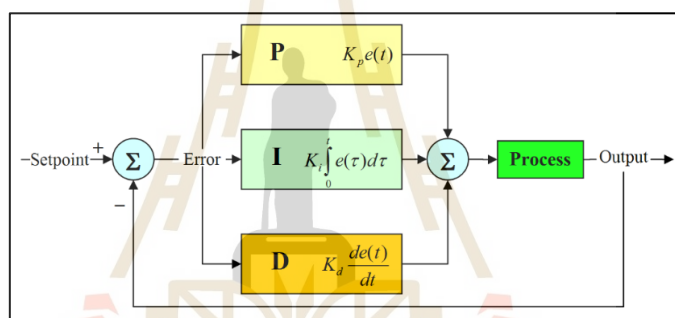 P K_p e(t)
Setpoint + Σ Error I K_i ∫_0^t e(τ)dτ Σ Process Output
−
D K_d de(t)/dt